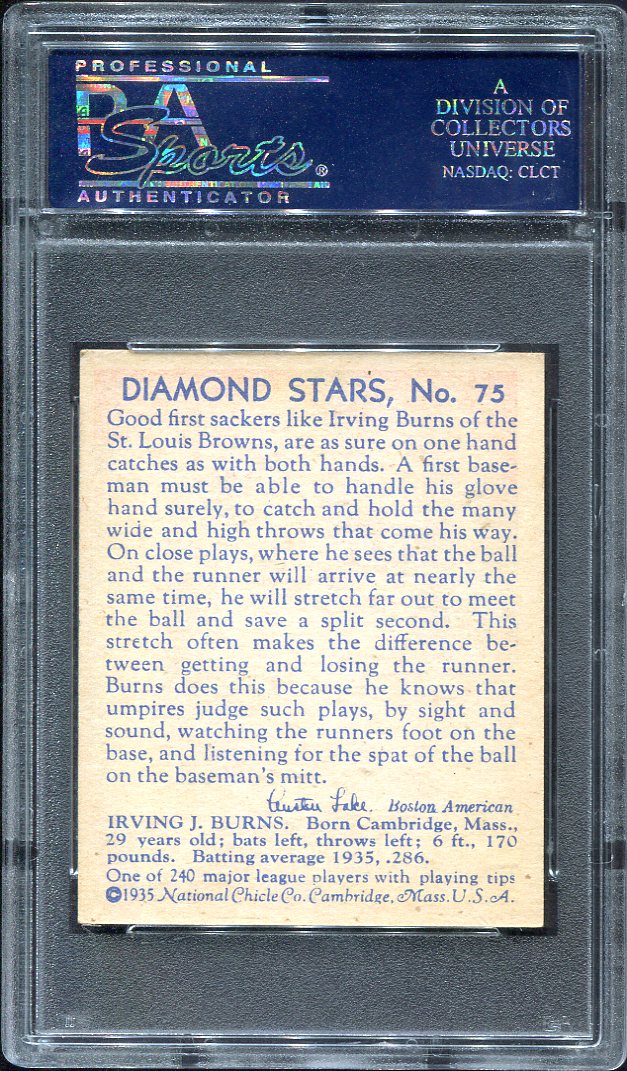 PROFESSIONAL
PSA
Sports®
AUTHENTICATOR
A
DIVISION OF
COLLECTORS
UNIVERSE
NASDAQ: CLCT
DIAMOND STARS, No. 75
Good first sackers like Irving Burns of the
St. Louis Browns, are as sure on one hand
catches as with both hands. A first base-
man must be able to handle his glove
hand surely, to catch and hold the many
wide and high throws that come his way.
On close plays, where he sees that the ball
and the runner will arrive at nearly the
same time, he will stretch far out to meet
the ball and save a split second. This
stretch often makes the difference be-
tween getting and losing the runner.
Burns does this because he knows that
umpires judge such plays, by sight and
sound, watching the runners foot on the
base, and listening for the spat of the ball
on the baseman's mitt.
Austen Lake. Boston American
IRVING J. BURNS. Born Cambridge, Mass.,
29 years old; bats left, throws left; 6 ft., 170
pounds. Batting average 1935, .286.
One of 240 major league players with playing tips
©1935 National Chicle Co. Cambridge, Mass. U.S.A.